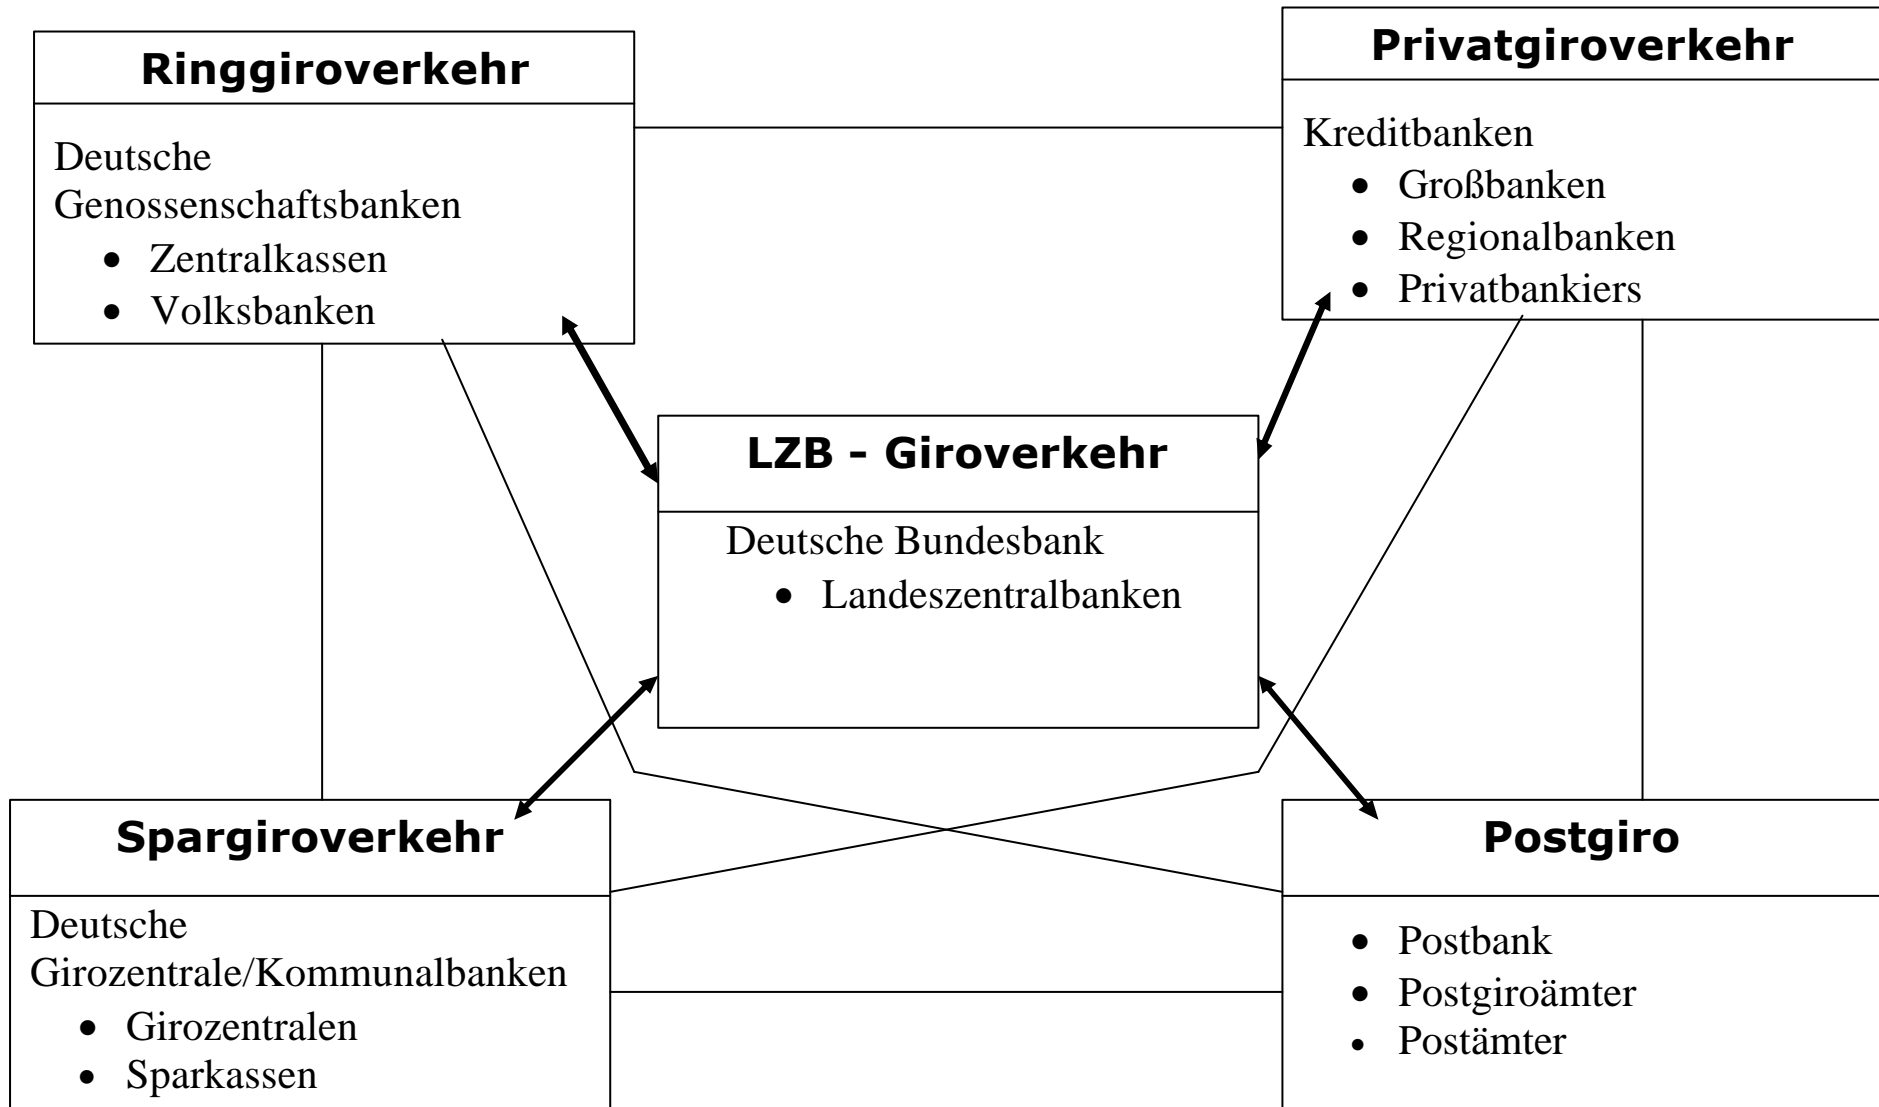 Ringgiroverkehr
Deutsche
Genossenschaftsbanken
• Zentralkassen
• Volksbanken
Privatgiroverkehr
Kreditbanken
• Großbanken
• Regionalbanken
• Privatbankiers
LZB - Giroverkehr
Deutsche Bundesbank
• Landeszentralbanken
Spargiroverkehr
Deutsche
Girozentrale/Kommunalbanken
• Girozentralen
• Sparkassen
Postgiro
• Postbank
• Postgiroämter
• Postämter